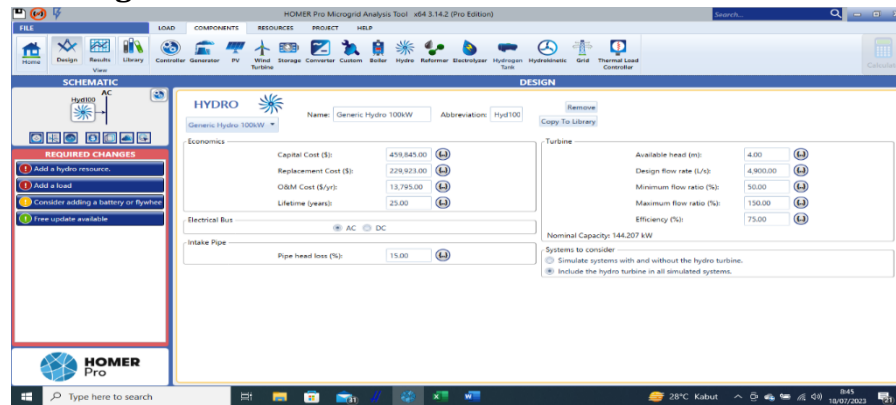 HOMER Pro Microgrid Analysis Tool x64 3.14.2 (Pro Edition)
Search...
FILE
LOAD COMPONENTS RESOURCES PROJECT HELP
Home Design Results Library Controller Generator PV Wind Turbine Storage Converter Custom Boiler Hydro Reformer Electrolyzer Hydrogen Tank Hydrokinetic Grid Thermal Load Controller Calculate
View
SCHEMATIC
DESIGN
AC
Hyd100
HYDRO
Name: Generic Hydro 100kW Abbreviation: Hyd100
Remove
Generic Hydro 100kW
Copy To Library
REQUIRED CHANGES
Add a hydro resource.
Add a load
Consider adding a battery or flywhee
Free update available
Economics
Capital Cost ($): 459,845.00
Replacement Cost ($): 229,923.00
O&M Cost ($/yr): 13,795.00
Lifetime (years): 25.00
Electrical Bus
AC DC
Intake Pipe
Pipe head loss (%): 15.00
Turbine
Available head (m): 4.00
Design flow rate (L/s): 4,900.00
Minimum flow ratio (%): 50.00
Maximum flow ratio (%): 150.00
Efficiency (%): 75.00
Nominal Capacity: 144.207 kW
Systems to consider
Simulate systems with and without the hydro turbine.
Include the hydro turbine in all simulated systems.
HOMER
Pro
Type here to search
28°C Kabut
8:45
10/07/2023